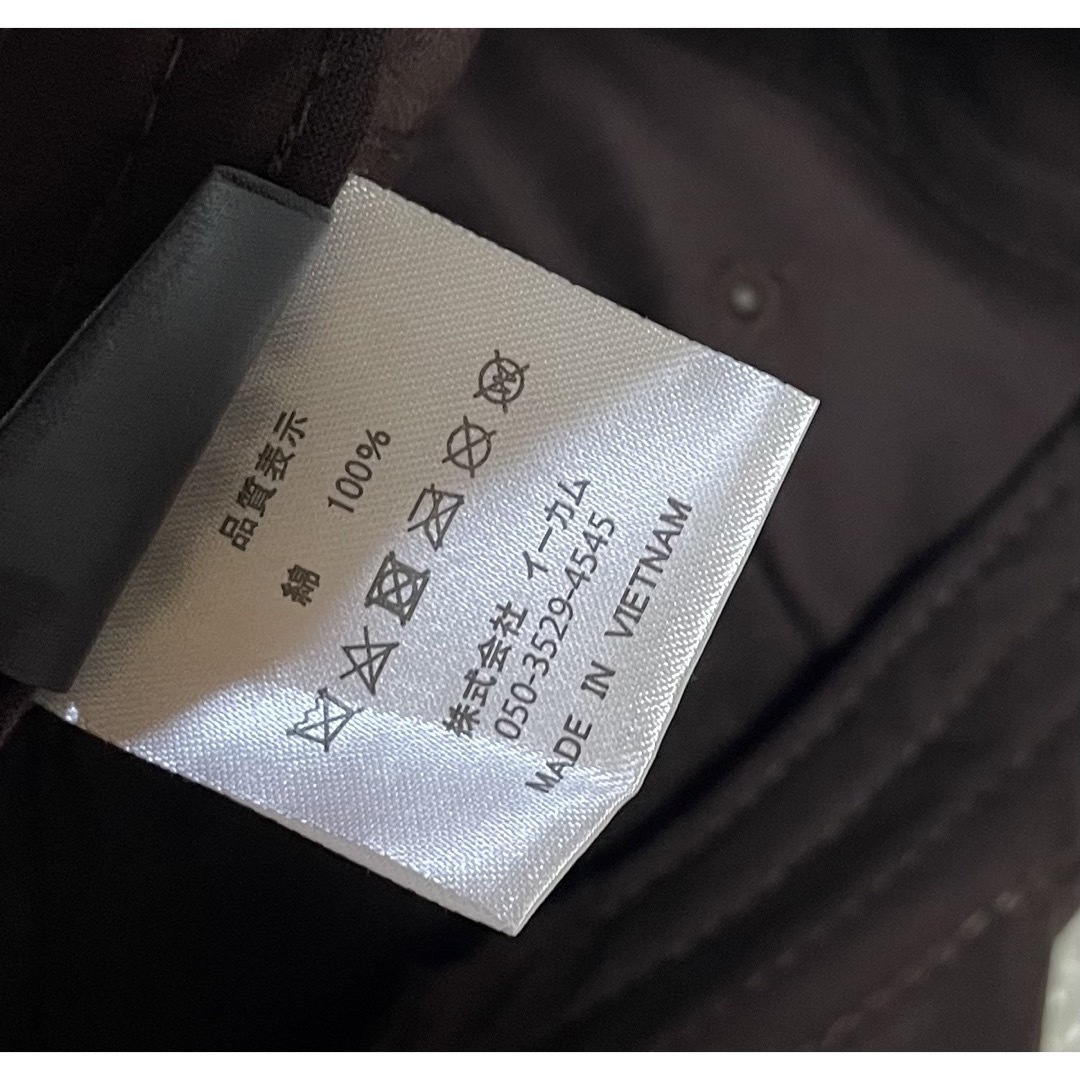 品質表示
綿 100%
株式会社 イーカム
050-3529-4545
MADE IN VIETNAM